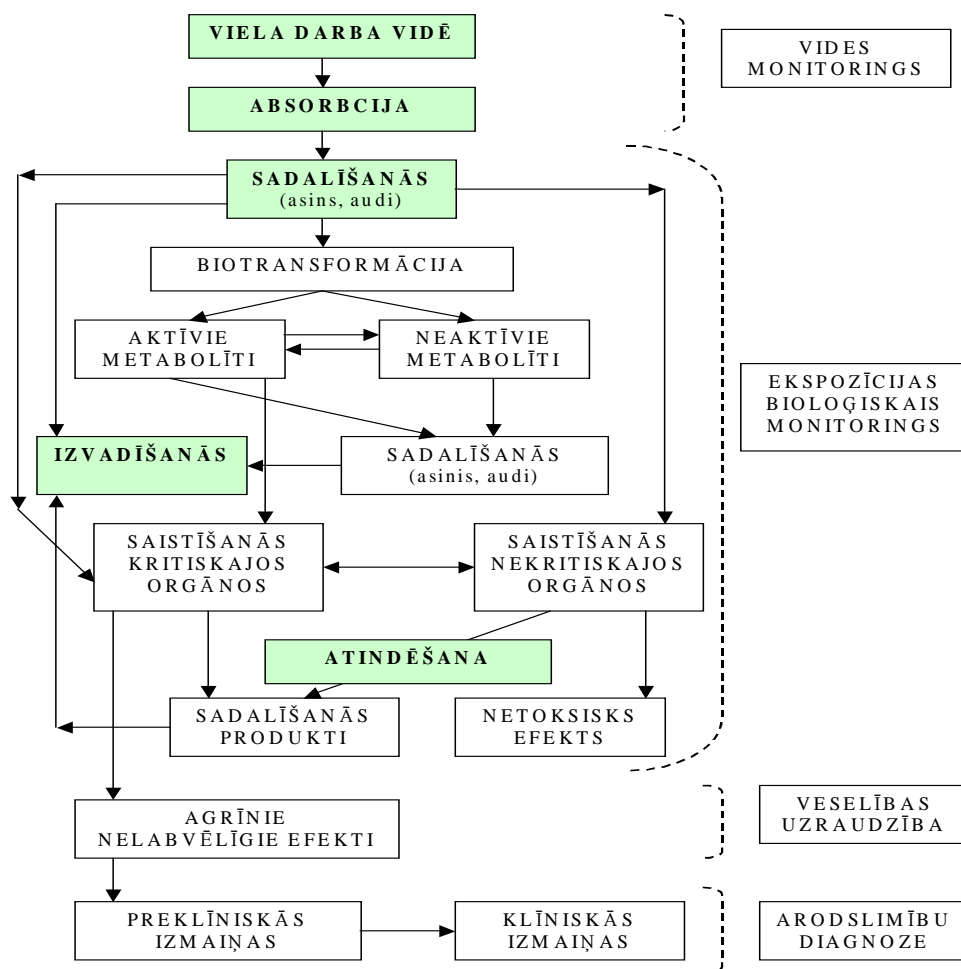 VIELA DARBA VIDĒ
VIDES
MONITORINGS
ABSORBCIJA
SADALĪŠANĀS
(asins, audi)
BIOTRANSFORMĀCIJA
AKTĪVIE
METABOLĪTI
NEAKTĪVIE
METABOLĪTI
EKSPOZĪCIJAS
BIOLOĢISKAIS
MONITORINGS
IZVADĪŠANĀS
SADALĪŠANĀS
(asinis, audi)
SAISTĪŠANĀS
KRITISKAJOS
ORGĀNOS
SAISTĪŠANĀS
NEKRITISKAJOS
ORGĀNOS
ATINDĒŠANA
SADALĪŠANĀS
PRODUKTI
NETOKSISKS
EFEKTS
AGRĪNIE
NELABVĒLĪGIE EFEKTI
VESELĪBAS
UZRAUDZĪBA
PREKLĪNISKĀS
IZMAIŅAS
KLĪNISKĀS
IZMAIŅAS
ARODSLIMĪBU
DIAGNOZE